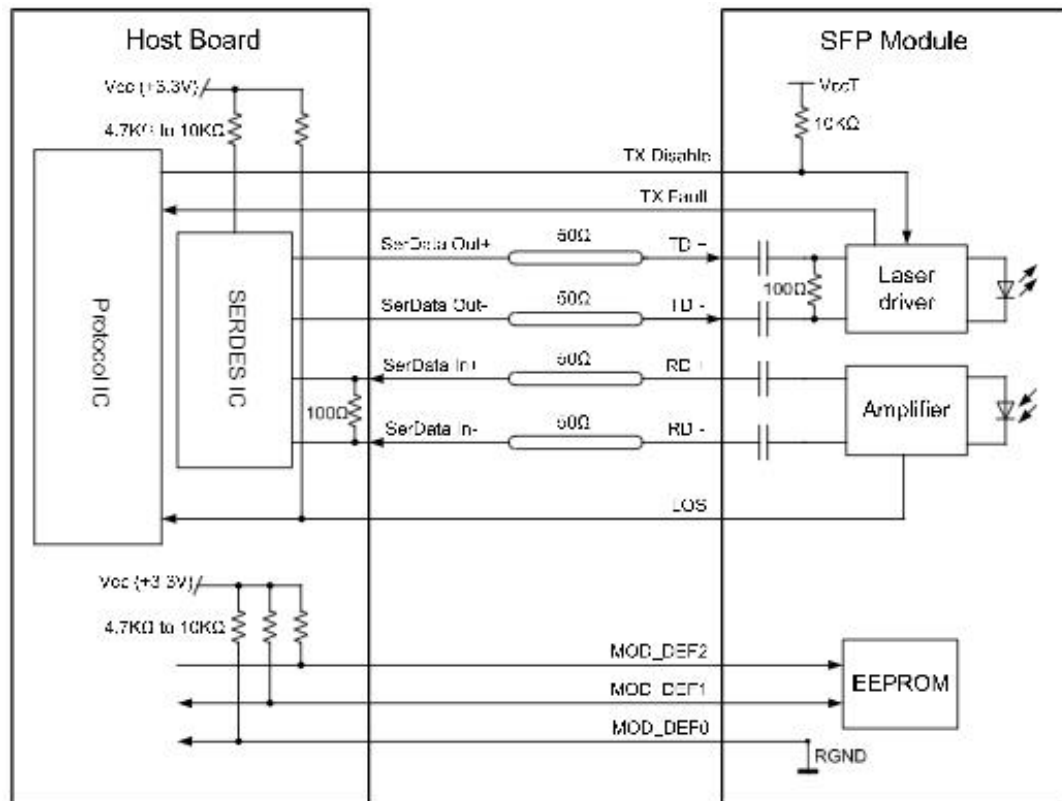 Host Board
SFP Module
Vcc (+3.3V)
4.7KΩ to 10KΩ
VccT
10KΩ
TX Disable
TX Fault
Protocol IC
SERDES IC
SerData Out+
50Ω
TD +
SerData Out-
50Ω
TD -
100Ω
Laser
driver
SerData In+
50Ω
RD +
100Ω
SerData In-
50Ω
RD -
Amplifier
LOS
Vcc (+3.3V)
4.7KΩ to 10KΩ
MOD_DEF2
MOD_DEF1
MOD_DEF0
EEPROM
RGND